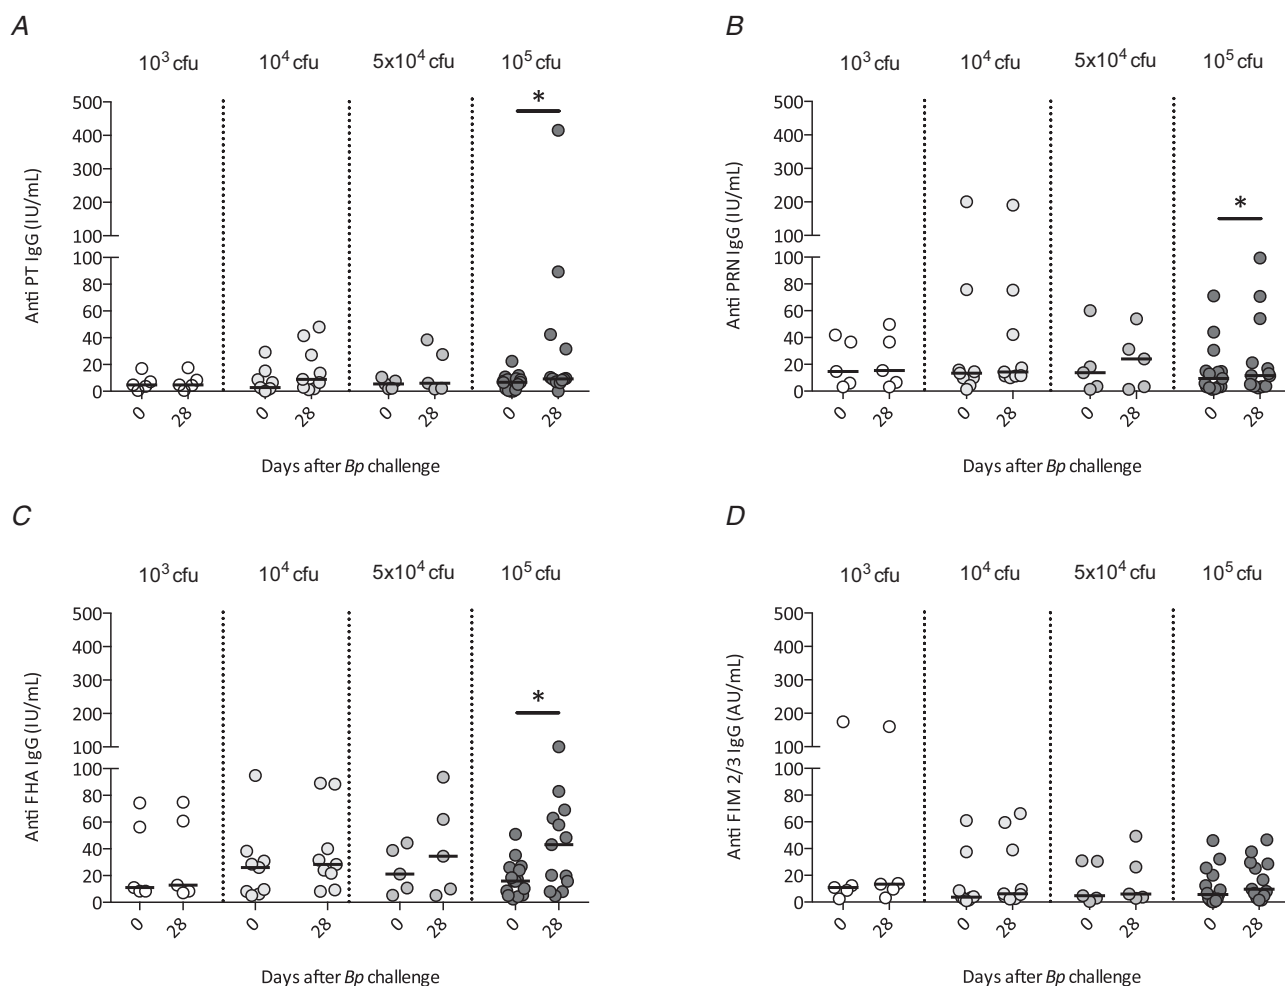 A
10³ cfu 10⁴ cfu 5x10⁴ cfu 10⁵ cfu
*
Anti PT IgG (IU/mL)
500
400
300
200
100
100
80
60
40
20
0
0 28 0 28 0 28 0 28
Days after Bp challenge
B
10³ cfu 10⁴ cfu 5x10⁴ cfu 10⁵ cfu
*
Anti PRN IgG (IU/mL)
500
400
300
200
100
100
80
60
40
20
0
0 28 0 28 0 28 0 28
Days after Bp challenge
C
10³ cfu 10⁴ cfu 5x10⁴ cfu 10⁵ cfu
*
Anti FHA IgG (IU/mL)
500
400
300
200
100
100
80
60
40
20
0
0 28 0 28 0 28 0 28
Days after Bp challenge
D
10³ cfu 10⁴ cfu 5x10⁴ cfu 10⁵ cfu
Anti FIM 2/3 IgG (AU/mL)
500
400
300
200
100
100
80
60
40
20
0
0 28 0 28 0 28 0 28
Days after Bp challenge